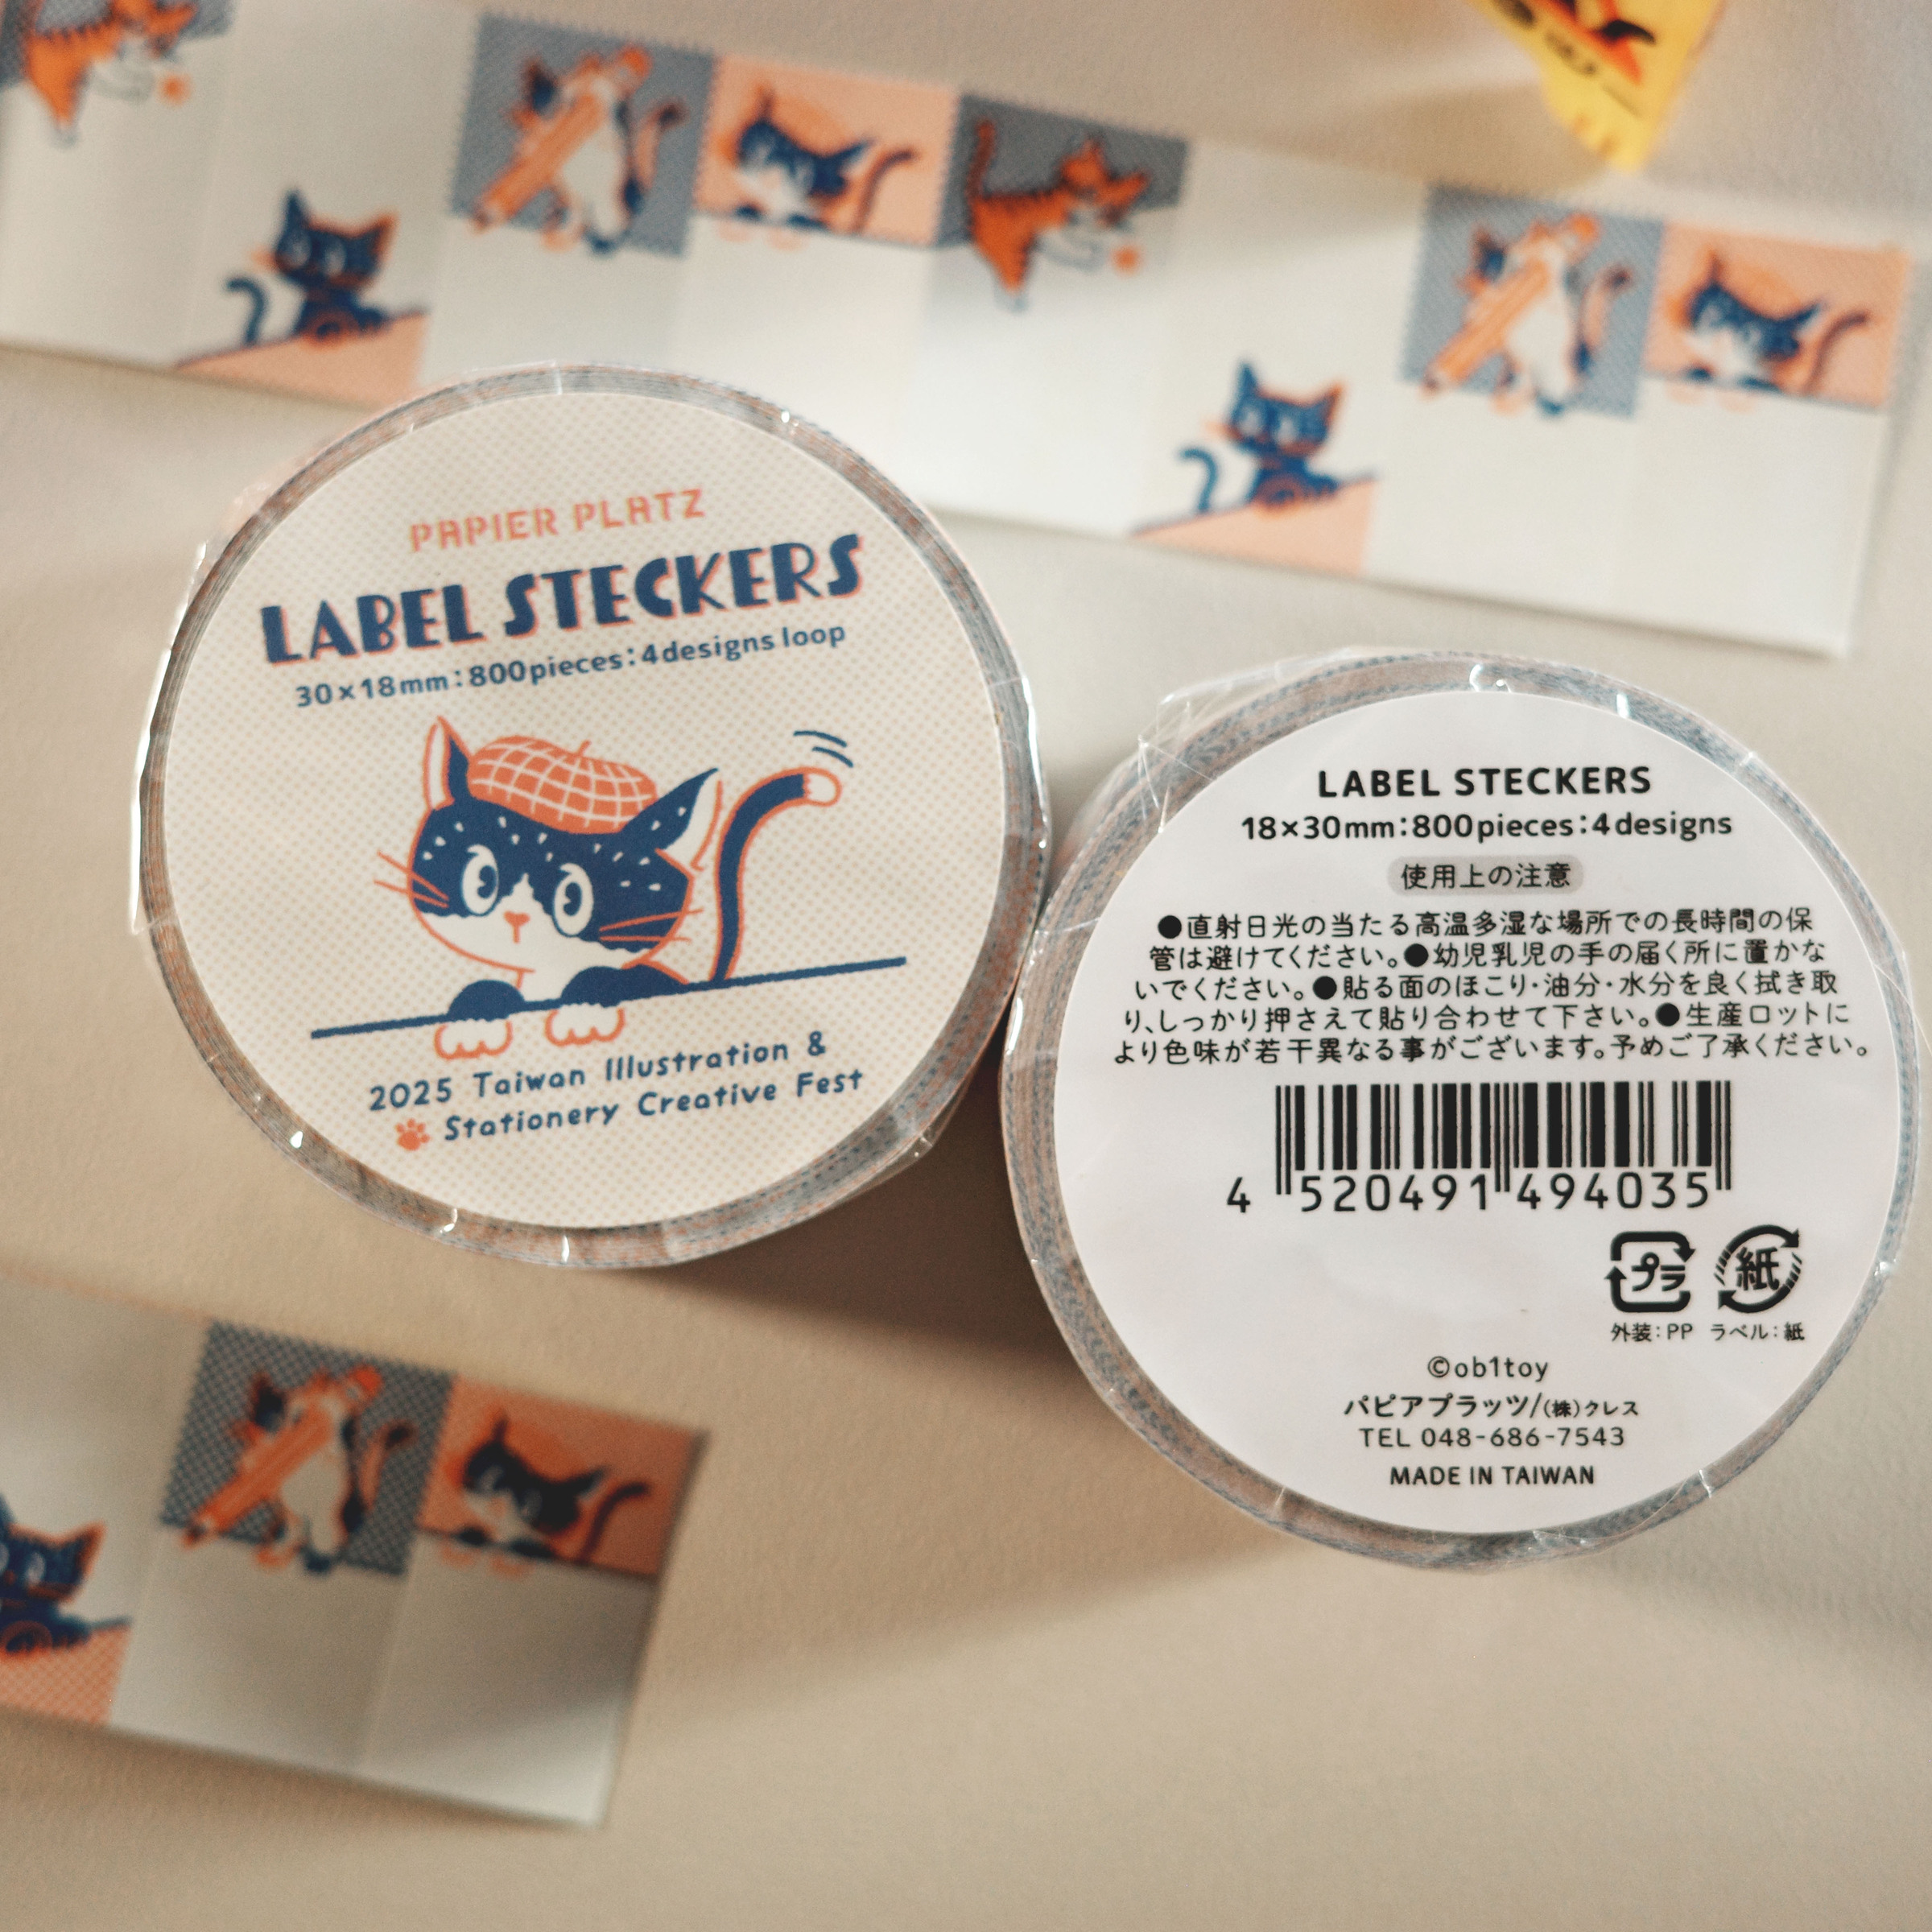 PAPIER PLATZ
LABEL STECKERS
30×18mm:800pieces:4designs loop
2025 Taiwan Illustration &
Stationery Creative Fest
LABEL STECKERS
18×30mm:800pieces:4designs
使用上の注意
●直射日光の当たる高温多湿な場所での長時間の保
管は避けてください。●幼児乳児の手の届く所に置かな
いでください。●貼る面のほこり・油分・水分を良く拭き取
り、しっかり押さえて貼り合わせて下さい。●生産ロットに
より色味が若干異なる事がございます。予めご了承ください。
4 520491 494035
プラ 紙
外装:PP ラベル:紙
©ob1toy
パピアプラッツ/(株)クレス
TEL 048-686-7543
MADE IN TAIWAN